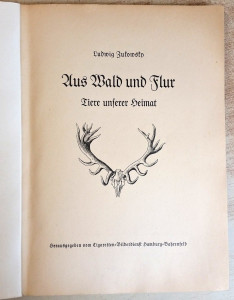 Ludwig Zukowsky
Aus Wald und Flur
Tiere unserer Heimat
Herausgegeben vom Cigaretten-Bilderdienst Hamburg-Bahrenfeld